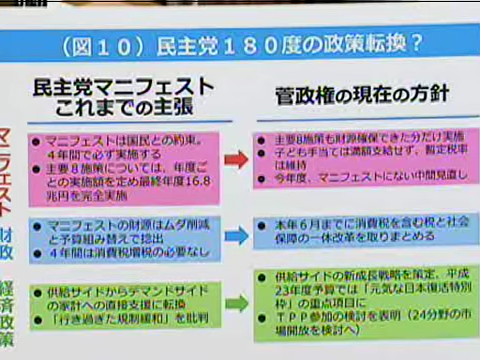 （図１０）民主党１８０度の政策転換？
民主党マニフェスト
これまでの主張
菅政権の現在の方針
マニフェスト
● マニフェストは国民との約束。
４年間で必ず実施する
● 主要８施策については、年度ご
との実施額を定め最終年度16.8
兆円を完全実施
● 主要8施策も財源確保できた分だけ実施
● 子ども手当ては満額支給せず、暫定税率
は維持
● 今年度、マニフェストにない中間見直し
財政
● マニフェストの財源はムダ削減
と予算組み替えで捻出
● ４年間は消費税増税の必要なし
● 本年６月までに消費税を含む税と社会
保障の一体改革を取りまとめる
経済政策
● 供給サイドからデマンドサイド
の家計への直接支援に転換
● 「行き過ぎた規制緩和」を批判
● 供給サイドの新成長戦略を策定、平成
23年度予算では「元気な日本復活特別
枠」の重点項目に
● ＴＰＰ参加の検討を表明（24分野の市
場開放を検討へ）